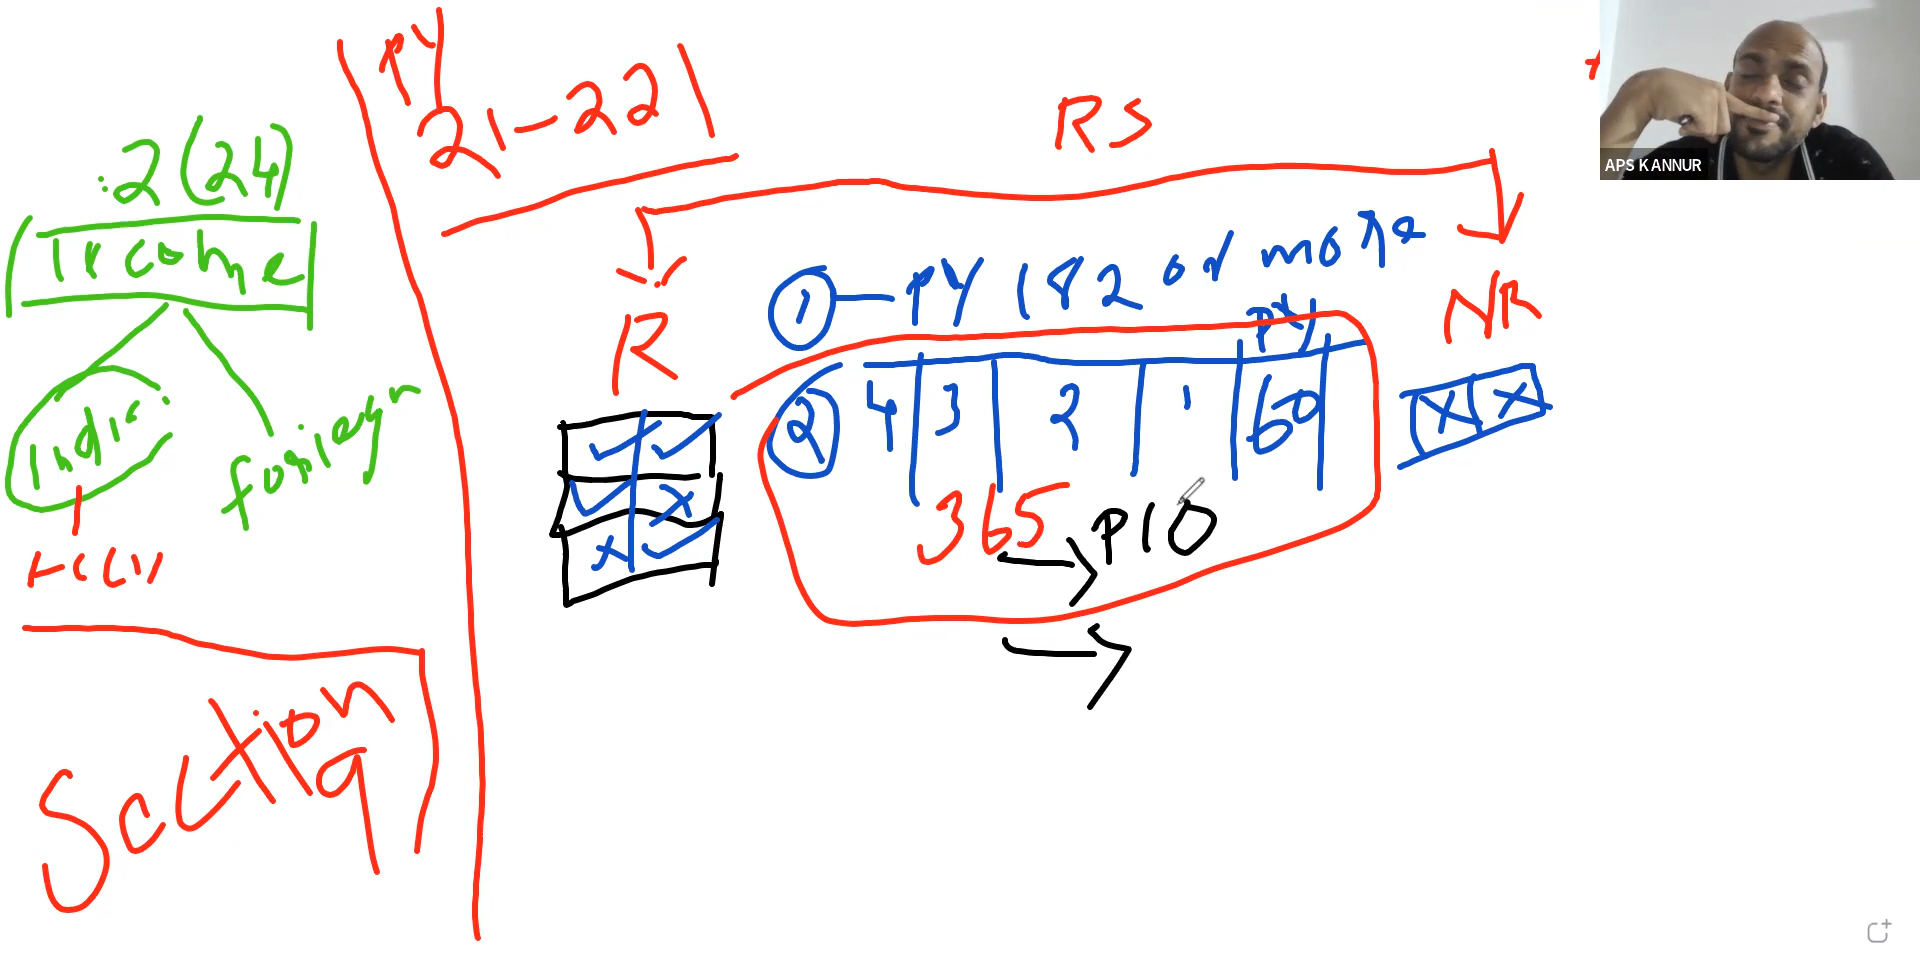 :2(24)
Income
India
foriegn
Section
9
PY
21-22
RS
R
NR
1 - PY 182 or more
PY
2 4 3 2 1 60
365 → PIO
✓ ✓
✓ X
X ✓
X X
APS KANNUR